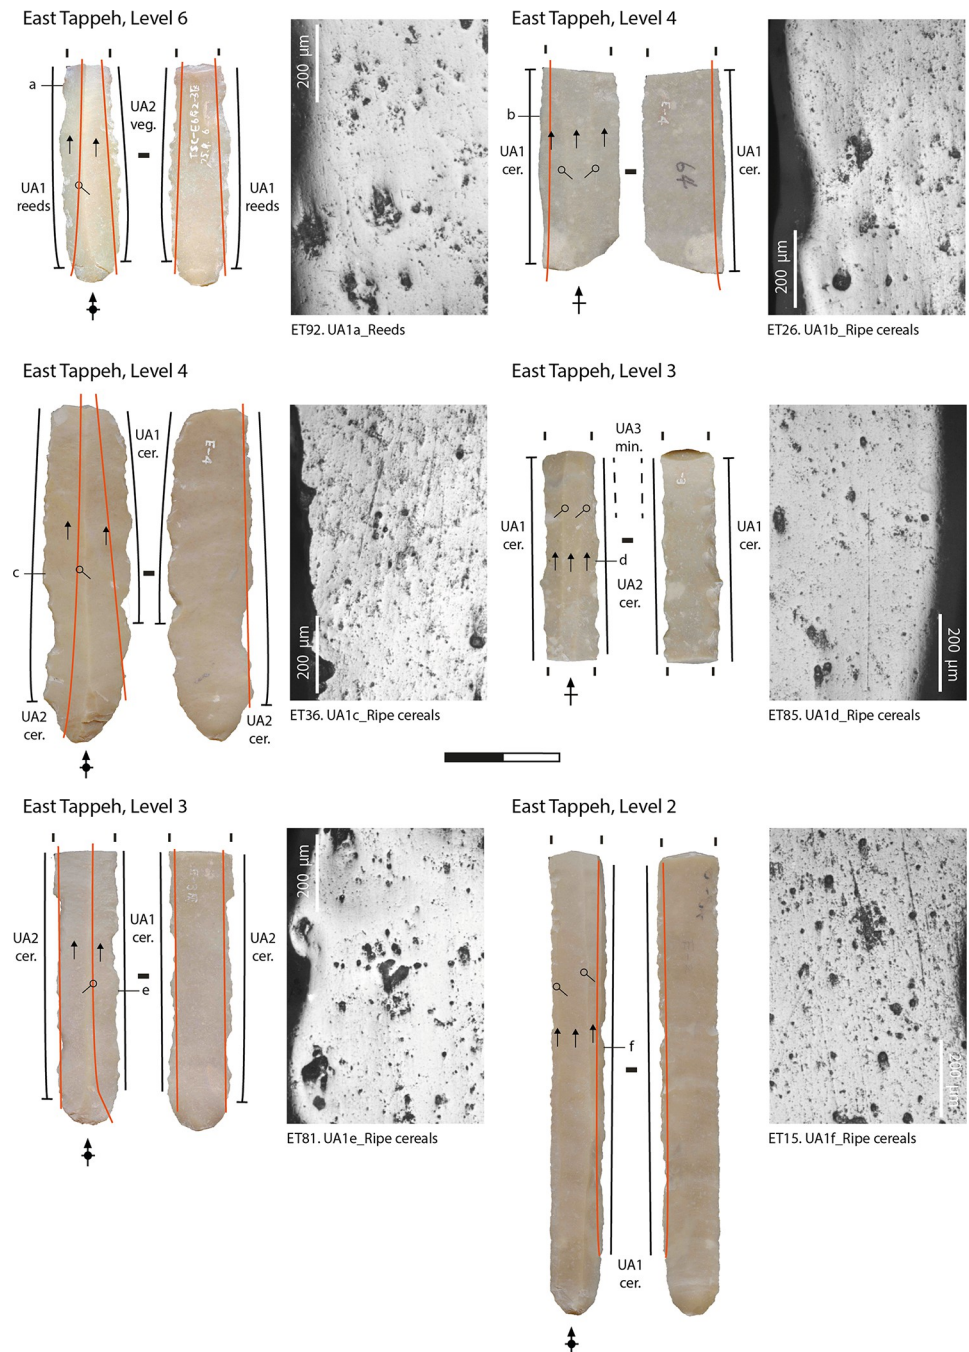 East Tappeh, Level 6
a
UA2
veg.
UA1
reeds
UA1
reeds
200 µm
ET92. UA1a_Reeds
East Tappeh, Level 4
b
UA1
cer.
E-4
64
UA1
cer.
200 µm
ET26. UA1b_Ripe cereals
East Tappeh, Level 4
UA1
cer.
E-4
c
UA2
cer.
UA2
cer.
200 µm
ET36. UA1c_Ripe cereals
East Tappeh, Level 3
UA3
min.
UA1
cer.
d
UA2
cer.
UA1
cer.
200 µm
ET85. UA1d_Ripe cereals
East Tappeh, Level 3
UA2
cer.
UA1
cer.
e
UA2
cer.
200 µm
ET81. UA1e_Ripe cereals
East Tappeh, Level 2
f
UA1
cer.
200 µm
ET15. UA1f_Ripe cereals